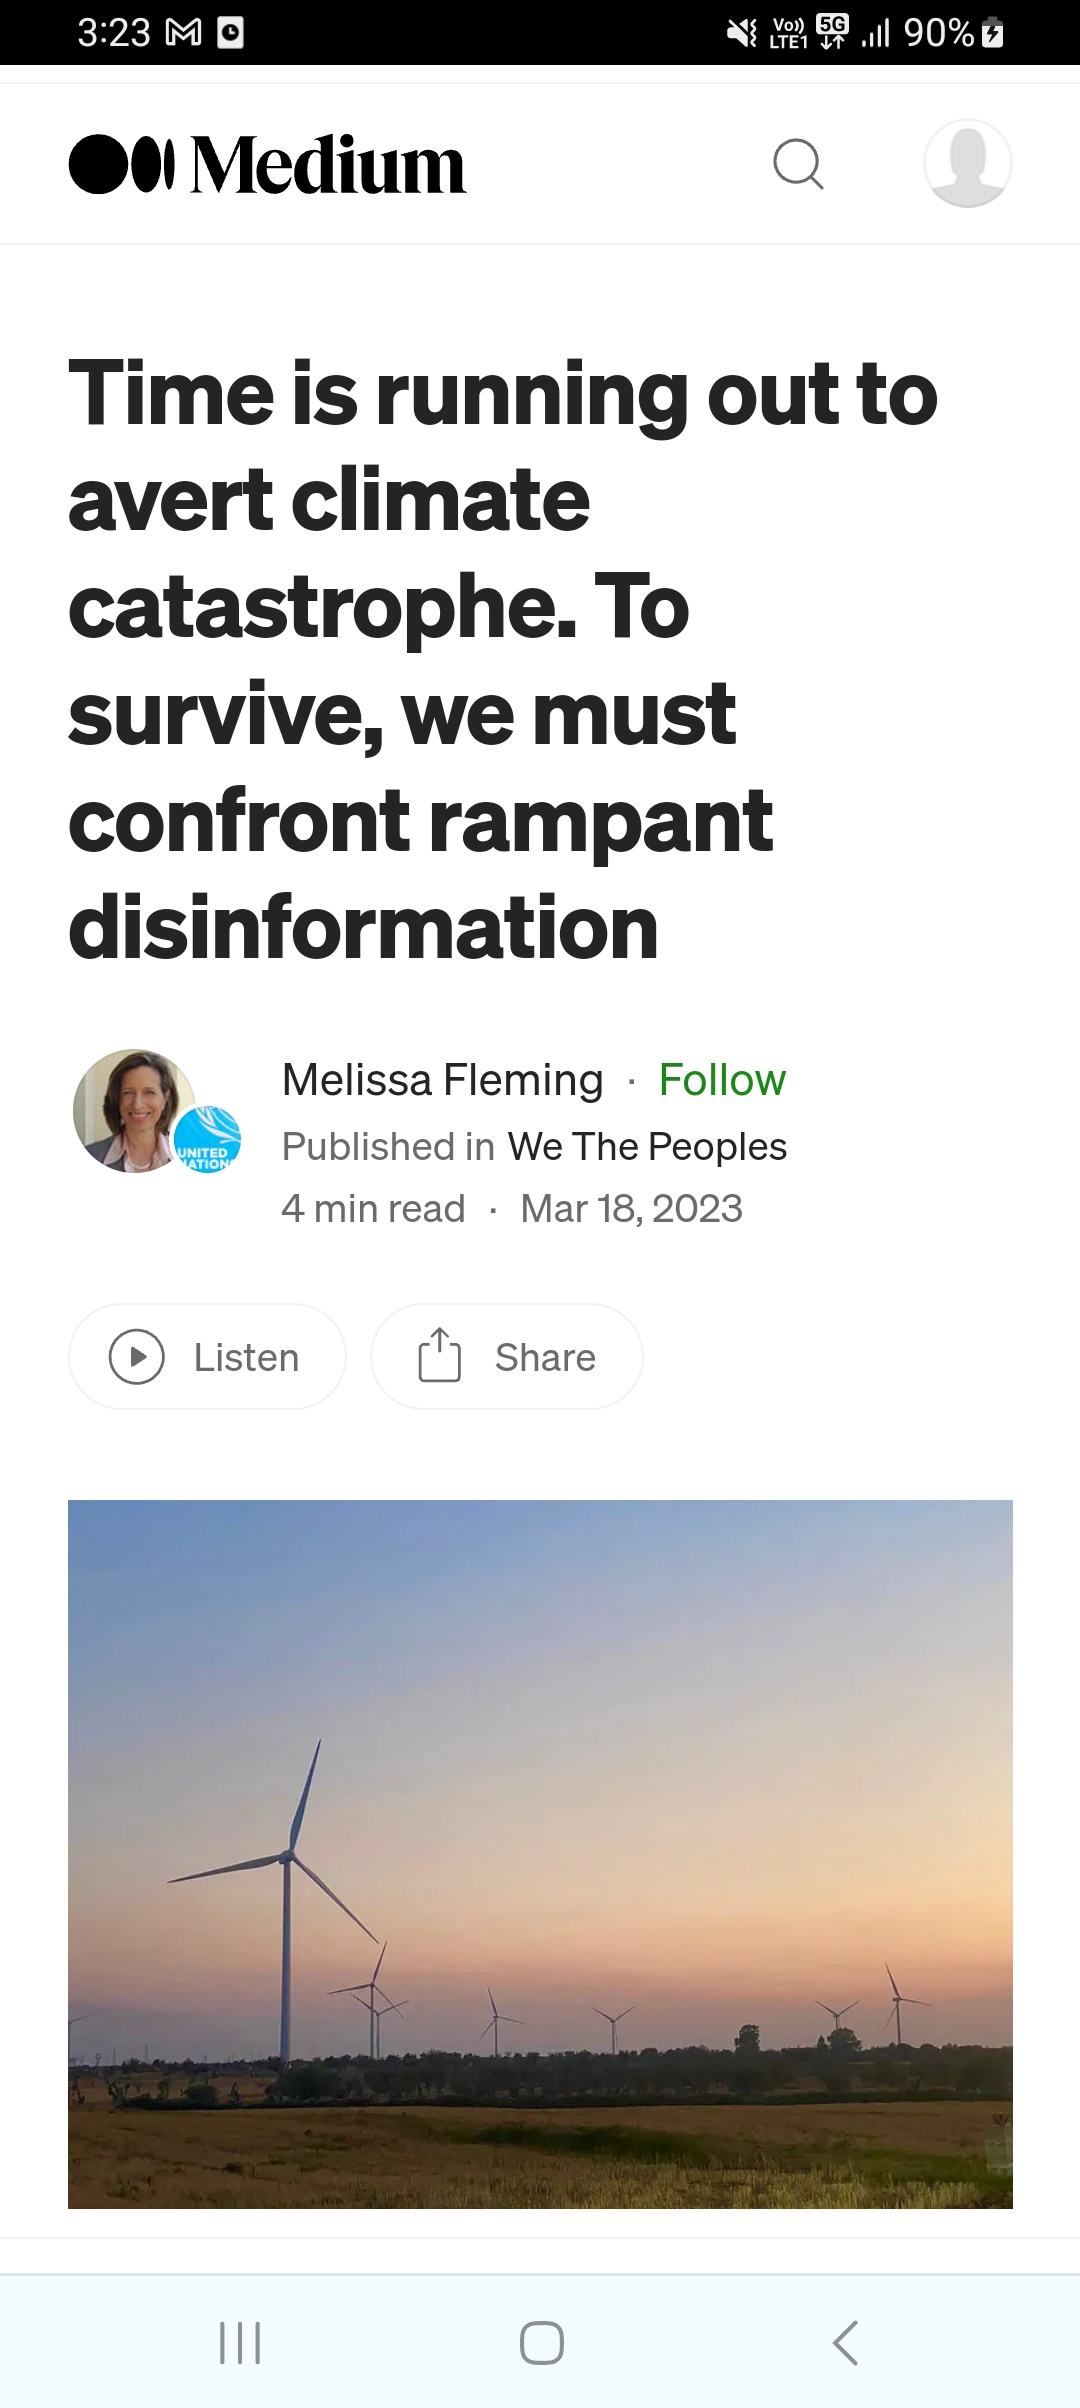 3:23
Vo)) LTE1 5G 90%
Medium
Time is running out to
avert climate
catastrophe. To
survive, we must
confront rampant
disinformation
Melissa Fleming · Follow
UNITED
NATIONS
Published in We The Peoples
4 min read · Mar 18, 2023
Listen Share